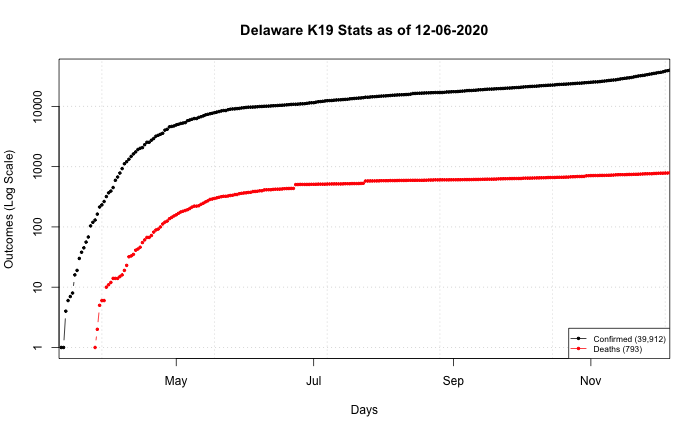 Delaware K19 Stats as of 12-06-2020
Outcomes (Log Scale)
10000
1000
100
10
1
May Jul Sep Nov
Days
Confirmed (39,912)
Deaths (793)